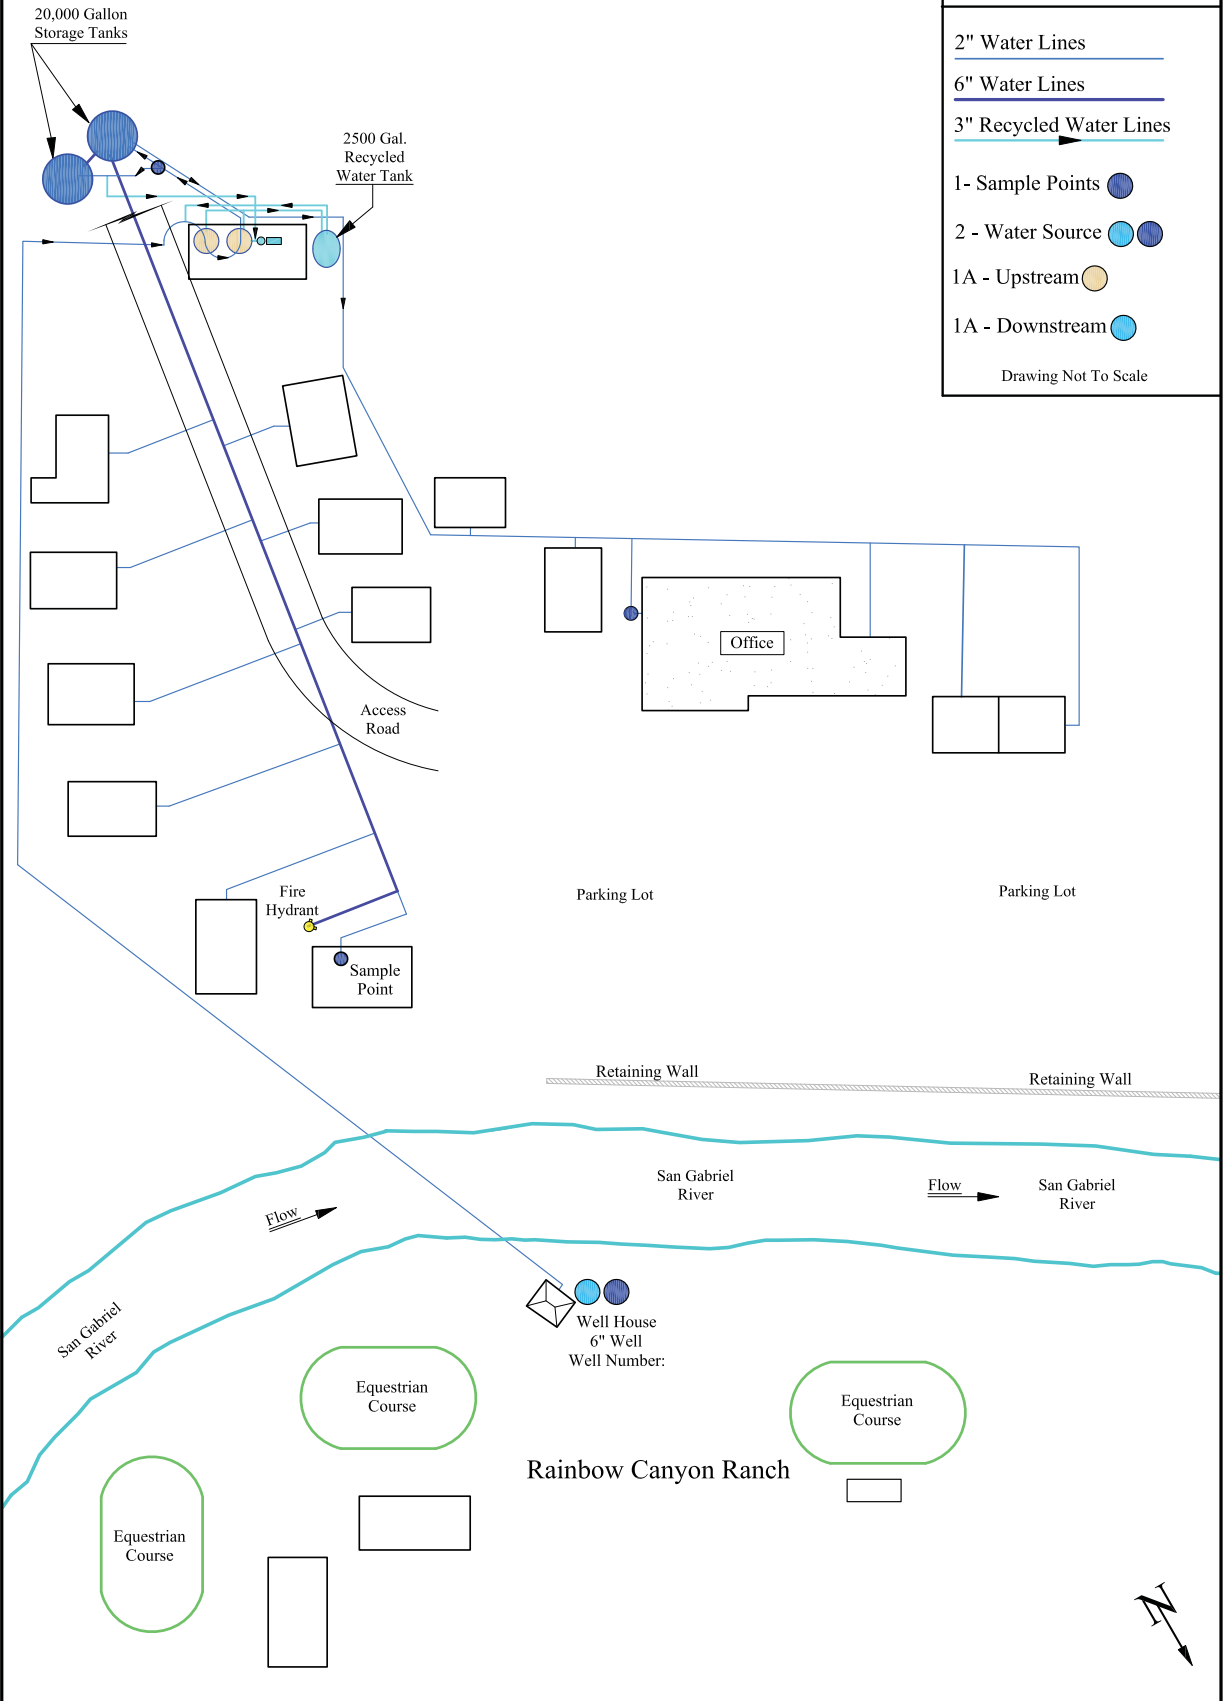 20,000 Gallon
Storage Tanks
2500 Gal.
Recycled
Water Tank
2" Water Lines
6" Water Lines
3" Recycled Water Lines
1- Sample Points
2 - Water Source
1A - Upstream
1A - Downstream
Drawing Not To Scale
Office
Access
Road
Fire
Hydrant
Parking Lot
Parking Lot
Sample
Point
Retaining Wall
Retaining Wall
San Gabriel
River
Flow
San Gabriel
River
Flow
San Gabriel
River
Well House
6" Well
Well Number:
Equestrian
Course
Equestrian
Course
Rainbow Canyon Ranch
Equestrian
Course
N